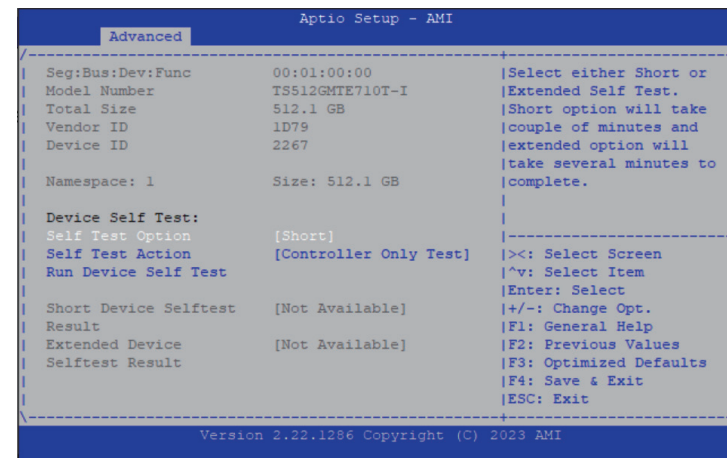 Aptio Setup - AMI
Advanced
/----------------------------------------------------+----------------------
| Seg:Bus:Dev:Func 00:01:00:00 |Select either Short or
| Model Number TS512GMTE710T-I |Extended Self Test.
| Total Size 512.1 GB |Short option will take
| Vendor ID 1D79 |couple of minutes and
| Device ID 2267 |extended option will
| |take several minutes to
| Namespace: 1 Size: 512.1 GB |complete.
| |
| Device Self Test: |
| Self Test Option [Short] |----------------------
| Self Test Action [Controller Only Test] |><: Select Screen
| Run Device Self Test |^v: Select Item
| |Enter: Select
| Short Device Selftest [Not Available] |+/-: Change Opt.
| Result |F1: General Help
| Extended Device [Not Available] |F2: Previous Values
| Selftest Result |F3: Optimized Defaults
| |F4: Save & Exit
| |ESC: Exit
\----------------------------------------------------+----------------------
Version 2.22.1286 Copyright (C) 2023 AMI